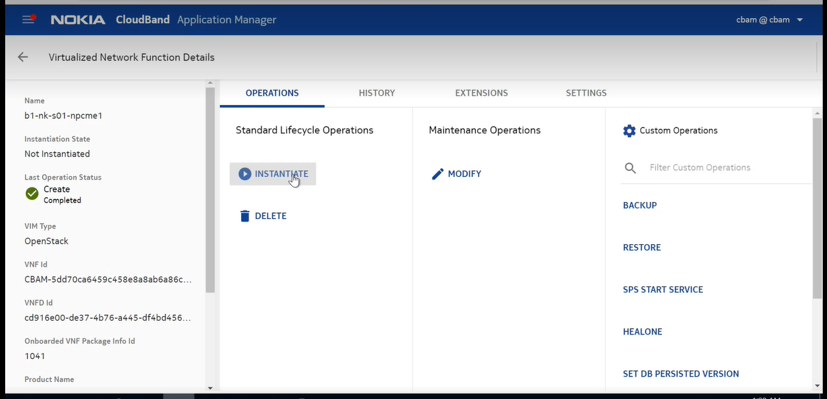 NOKIA CloudBand Application Manager
cbam @ cbam
Virtualized Network Function Details
Name
b1-nk-s01-npcme1
Instantiation State
Not Instantiated
Last Operation Status
Create
Completed
VIM Type
OpenStack
VNF Id
CBAM-5dd70ca6459c458e8a8ab6a86c...
VNFD Id
cd916e00-de37-4b76-a445-df4bd456...
Onboarded VNF Package Info Id
1041
Product Name
OPERATIONS
HISTORY
EXTENSIONS
SETTINGS
Standard Lifecycle Operations
INSTANTIATE
DELETE
Maintenance Operations
MODIFY
Custom Operations
Filter Custom Operations
BACKUP
RESTORE
SPS START SERVICE
HEALONE
SET DB PERSISTED VERSION